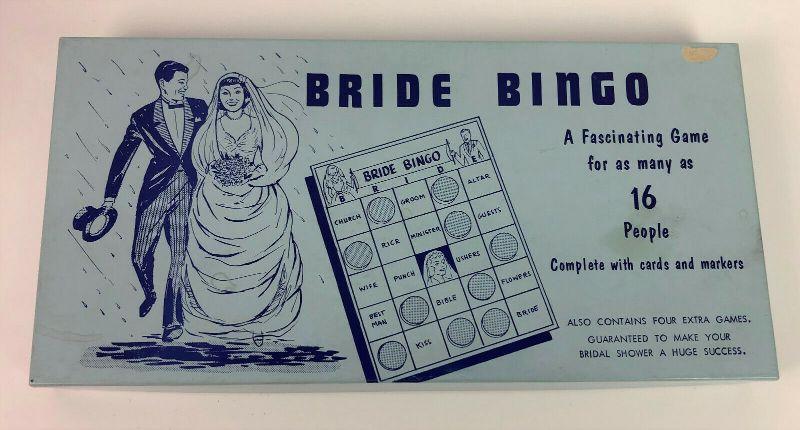 BRIDE BINGO
A Fascinating Game
for as many as
16
People
Complete with cards and markers
ALSO CONTAINS FOUR EXTRA GAMES.
GUARANTEED TO MAKE YOUR
BRIDAL SHOWER A HUGE SUCCESS.
BRIDE BINGO
B R I D E
CHURCH GROOM ALTAR
RICE MINISTER GUESTS
WIFE PUNCH USHERS
BEST MAN BIBLE FLOWERS
KISS BRIDE